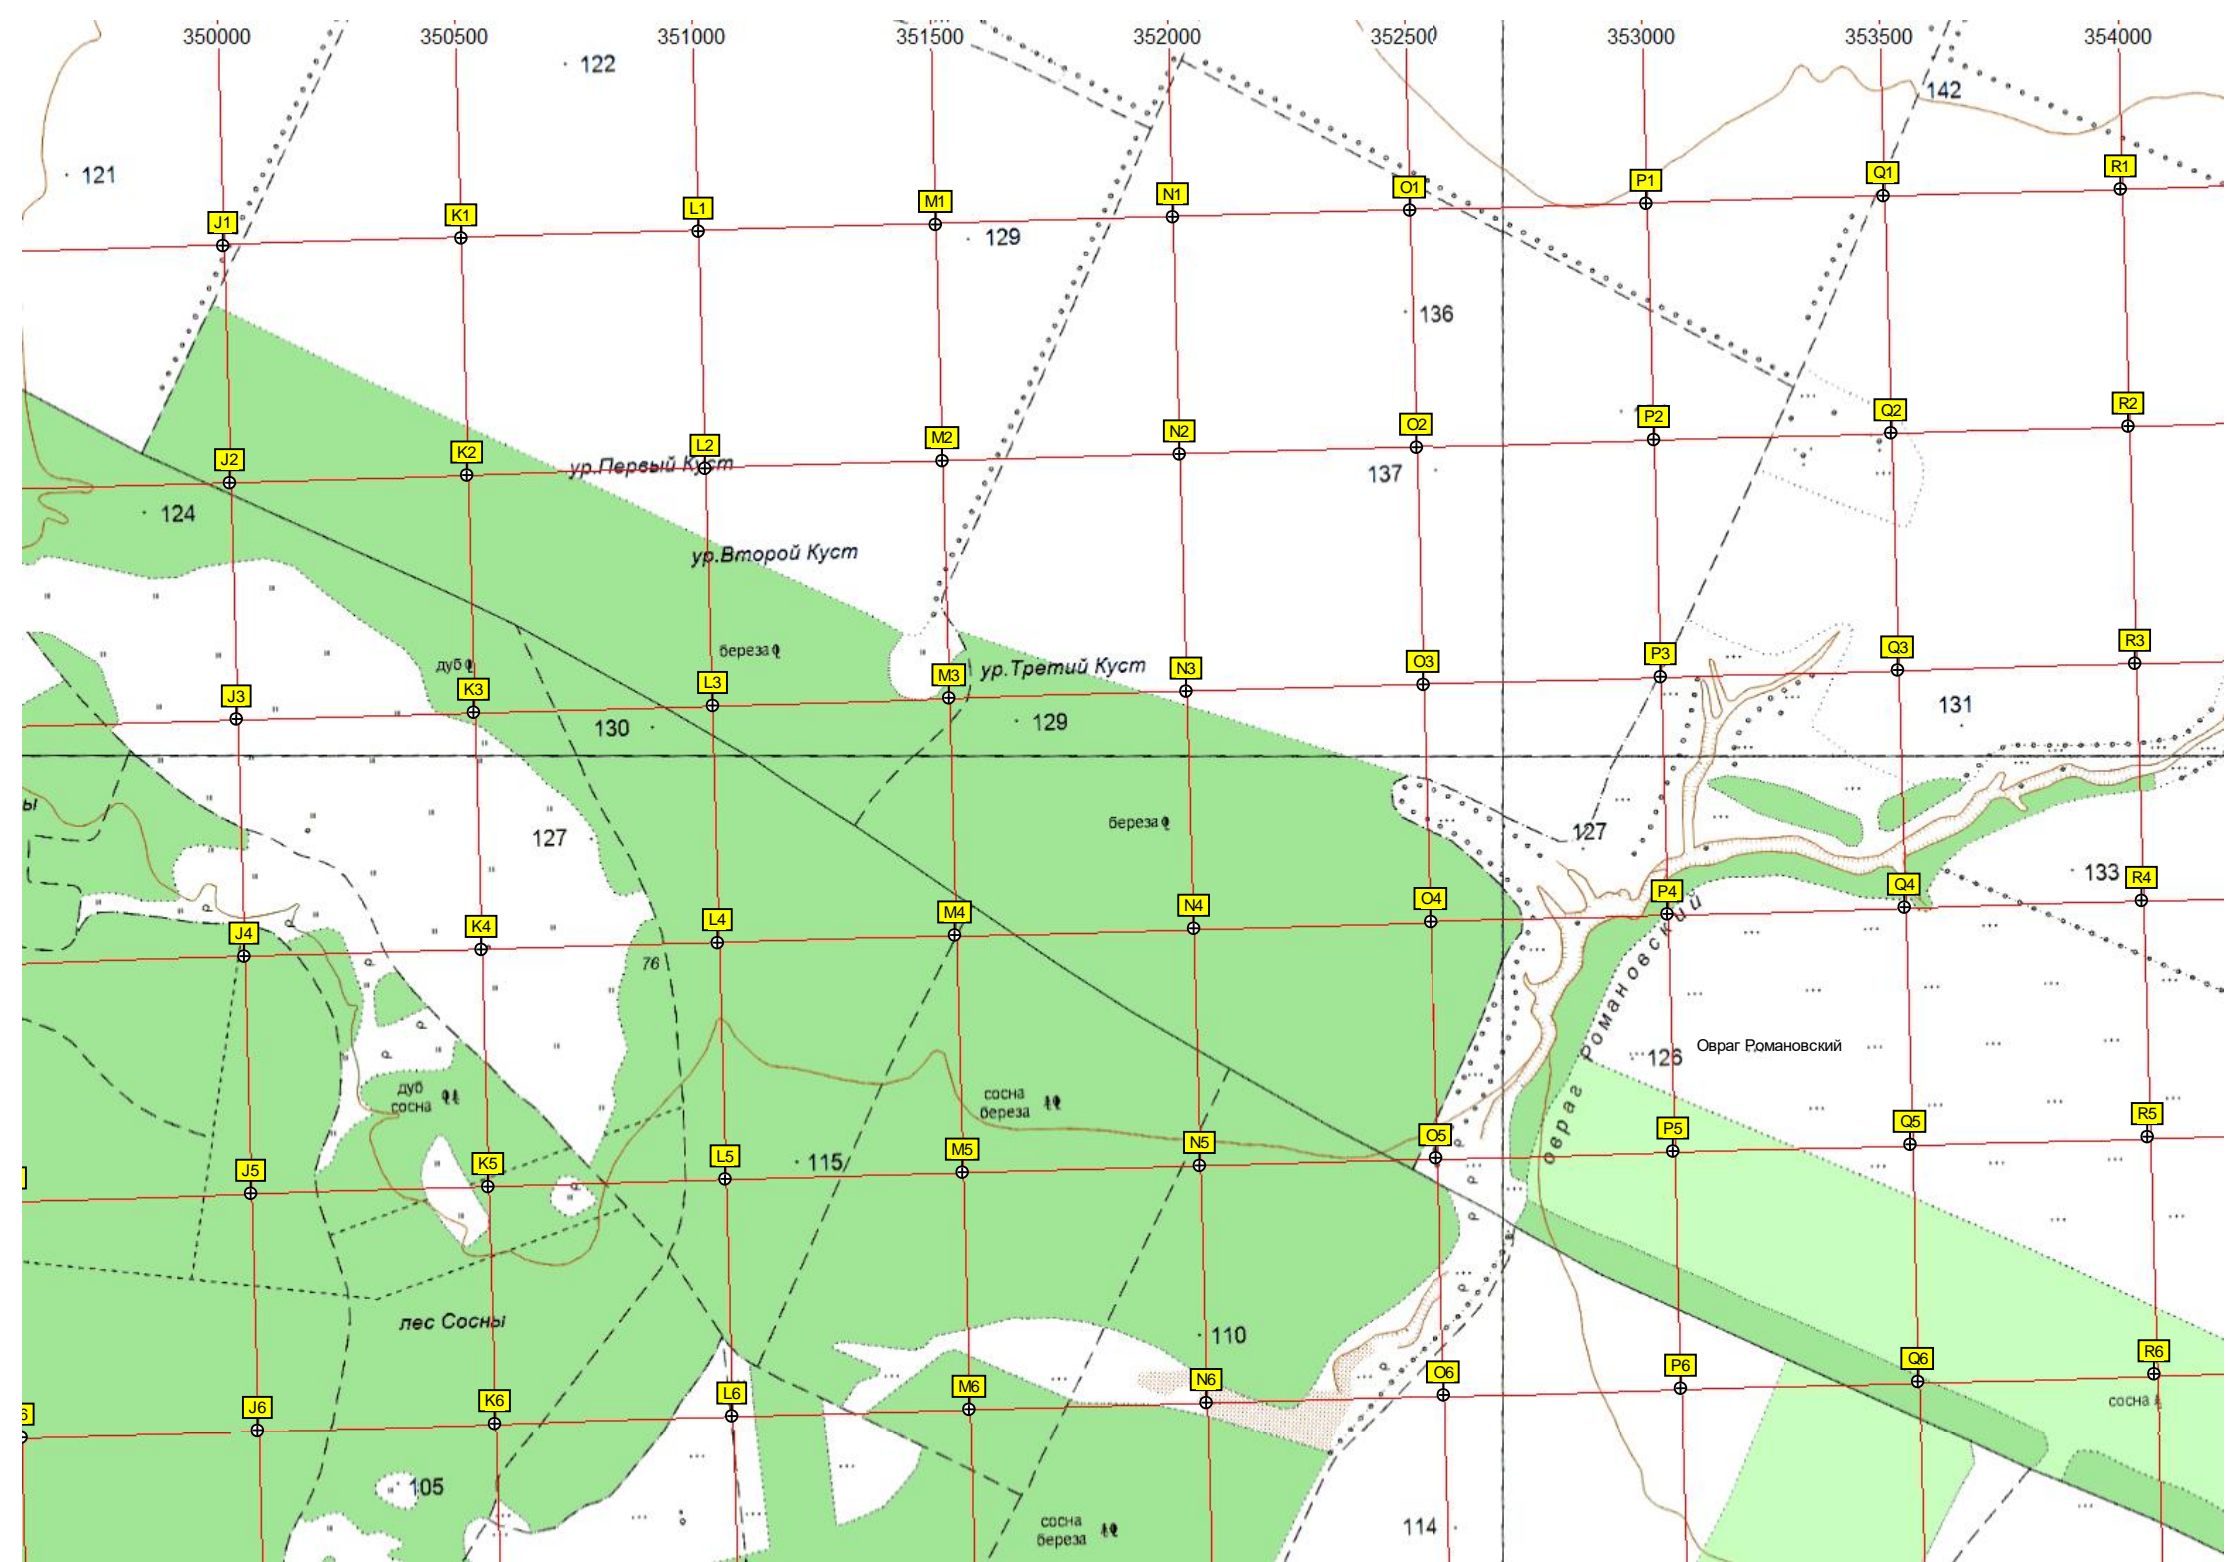 350000 350500 351000 351500 352000 352500 353000 353500 354000
122
142
121
J1 K1 L1 M1 N1 O1 P1 Q1 R1
129
136
J2 K2 L2 M2 N2 O2 P2 Q2 R2
ур.Первый Куст
137
124
ур.Второй Куст
береза
дуб
ур.Третий Куст
J3 K3 L3 M3 N3 O3 P3 Q3 R3
131
130
129
ы
127
береза
127
133
J4 K4 L4 M4 N4 O4 P4 Q4 R4
76
овраг Романовский
126
Овраг Романовский
дуб
сосна
сосна
береза
115
J5 K5 L5 M5 N5 O5 P5 Q5 R5
лес Сосны
110
6 J6 K6 L6 M6 N6 O6 P6 Q6 R6
сосна
105
сосна
береза
114